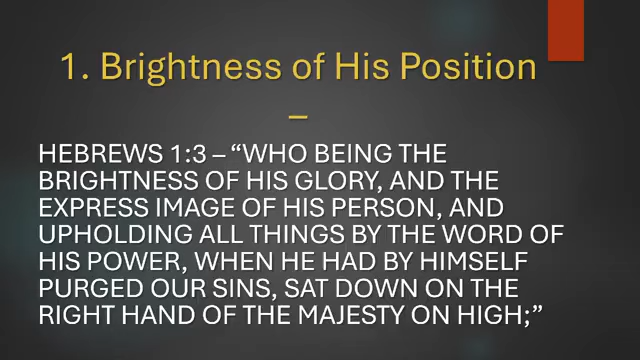 1. Brightness of His Position
–
HEBREWS 1:3 – “WHO BEING THE
BRIGHTNESS OF HIS GLORY, AND THE
EXPRESS IMAGE OF HIS PERSON, AND
UPHOLDING ALL THINGS BY THE WORD OF
HIS POWER, WHEN HE HAD BY HIMSELF
PURGED OUR SINS, SAT DOWN ON THE
RIGHT HAND OF THE MAJESTY ON HIGH;”